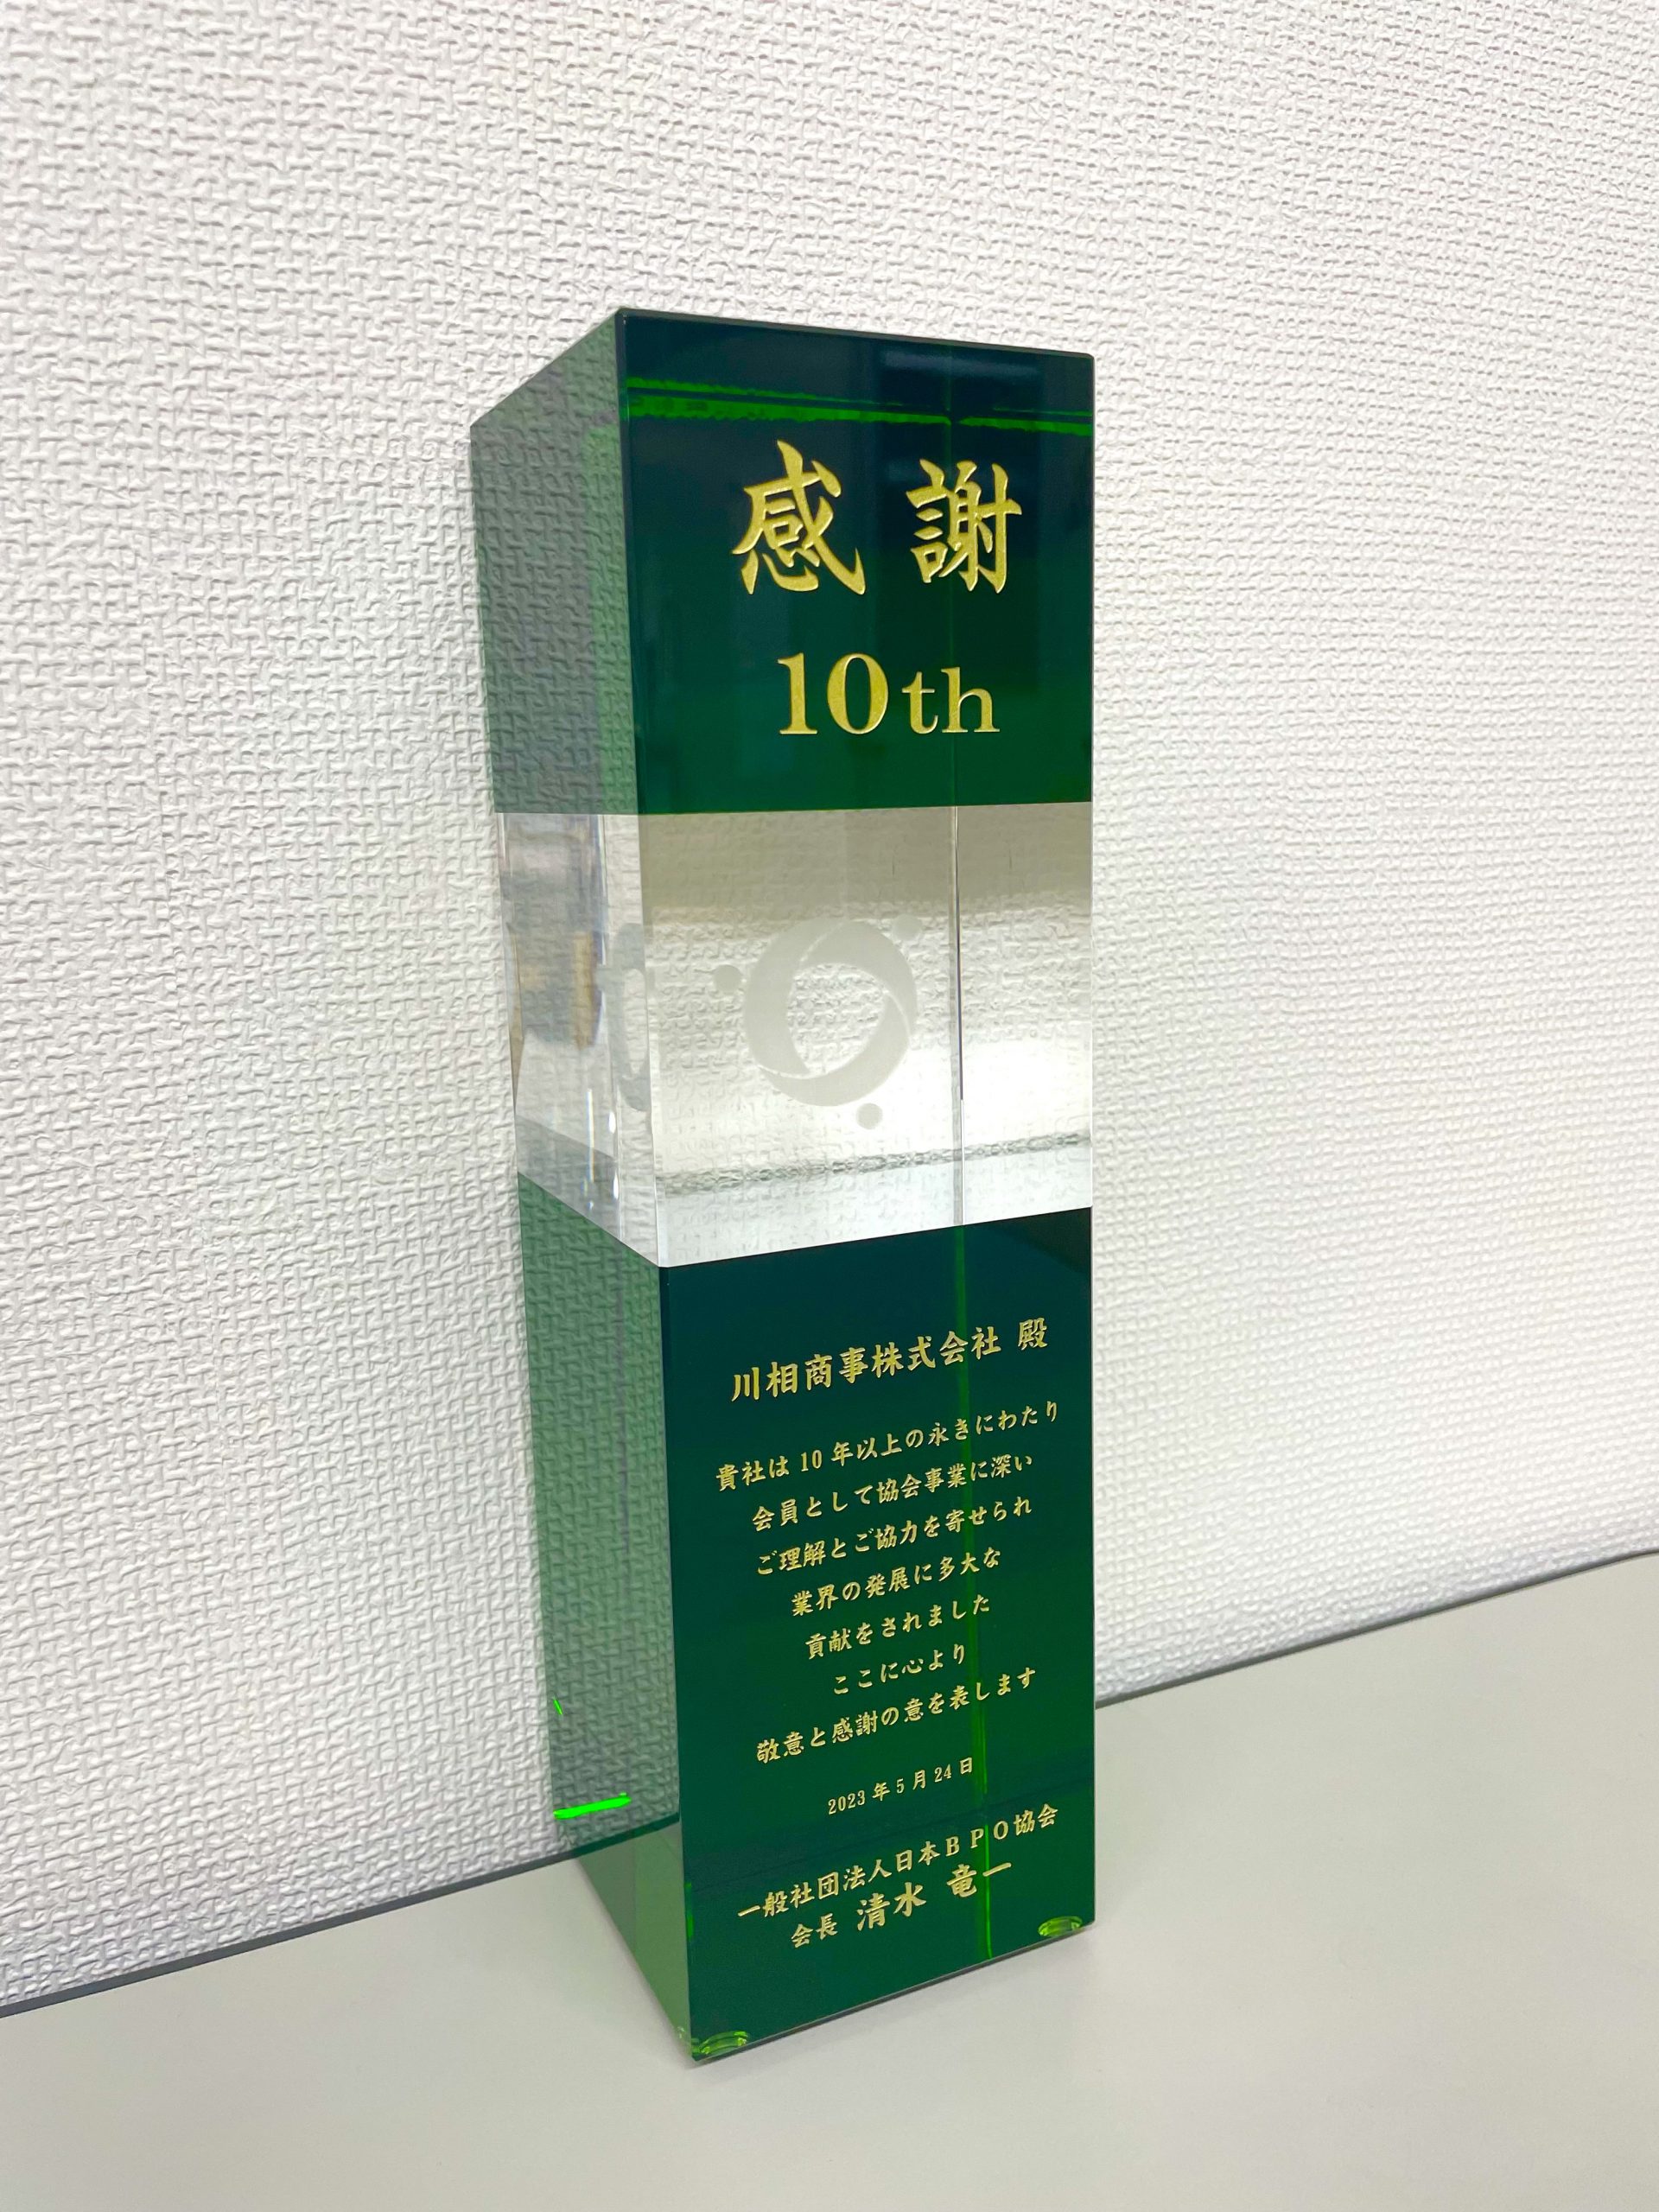 感謝
10th
川相商事株式会社 殿
貴社は10年以上の永きにわたり
会員として協会事業に深い
ご理解とご協力を寄せられ
業界の発展に多大な
貢献をされました
ここに心より
敬意と感謝の意を表します
2023年5月24日
一般社団法人日本BPO協会
会長 清水 竜一